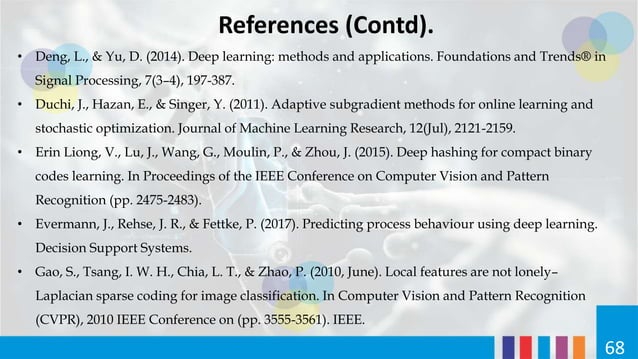 References (Contd).
• Deng, L., & Yu, D. (2014). Deep learning: methods and applications. Foundations and Trends® in
Signal Processing, 7(3–4), 197-387.
• Duchi, J., Hazan, E., & Singer, Y. (2011). Adaptive subgradient methods for online learning and
stochastic optimization. Journal of Machine Learning Research, 12(Jul), 2121-2159.
• Erin Liong, V., Lu, J., Wang, G., Moulin, P., & Zhou, J. (2015). Deep hashing for compact binary
codes learning. In Proceedings of the IEEE Conference on Computer Vision and Pattern
Recognition (pp. 2475-2483).
• Evermann, J., Rehse, J. R., & Fettke, P. (2017). Predicting process behaviour using deep learning.
Decision Support Systems.
• Gao, S., Tsang, I. W. H., Chia, L. T., & Zhao, P. (2010, June). Local features are not lonely–
Laplacian sparse coding for image classification. In Computer Vision and Pattern Recognition
(CVPR), 2010 IEEE Conference on (pp. 3555-3561). IEEE.
68